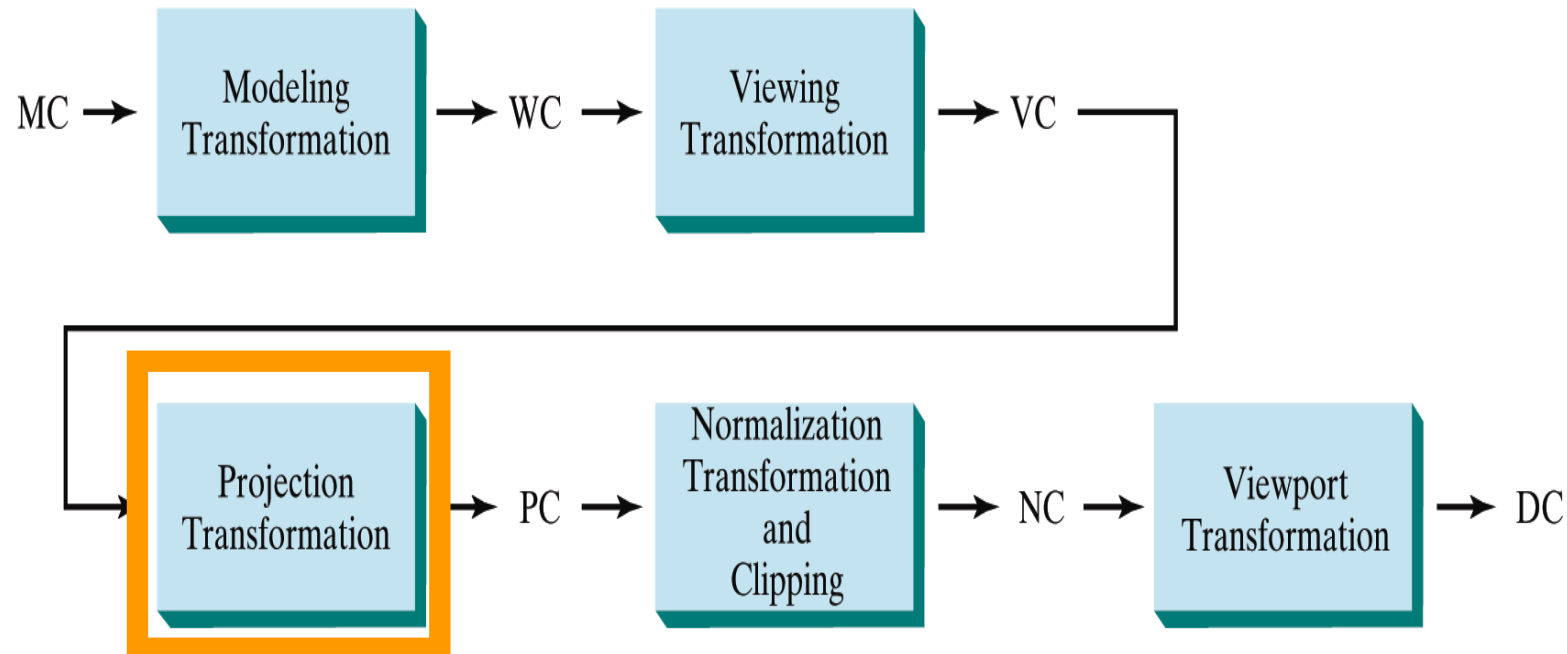 MC
Modeling
Transformation
WC
Viewing
Transformation
VC
Projection
Transformation
PC
Normalization
Transformation
and
Clipping
NC
Viewport
Transformation
DC